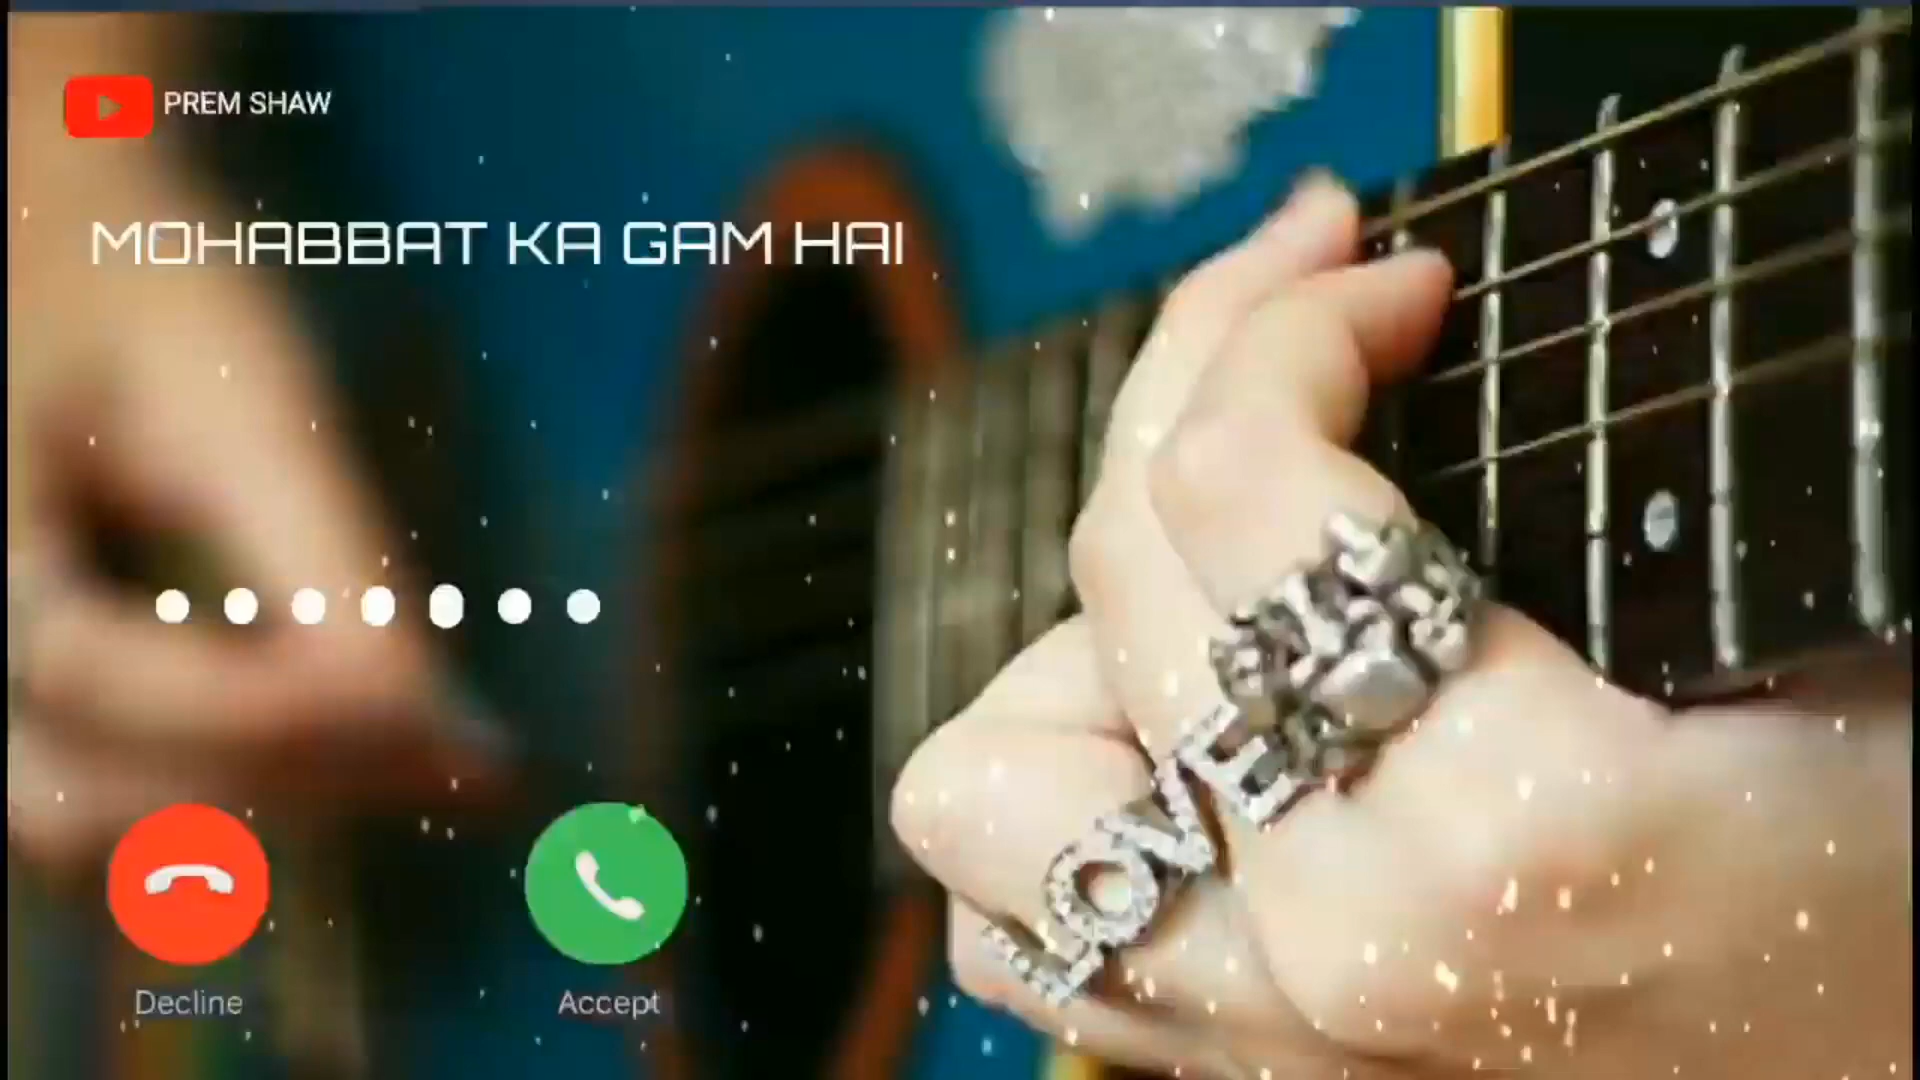 PREM SHAW
MOHABBAT KA GAM HAI
LOVE
Decline
Accept